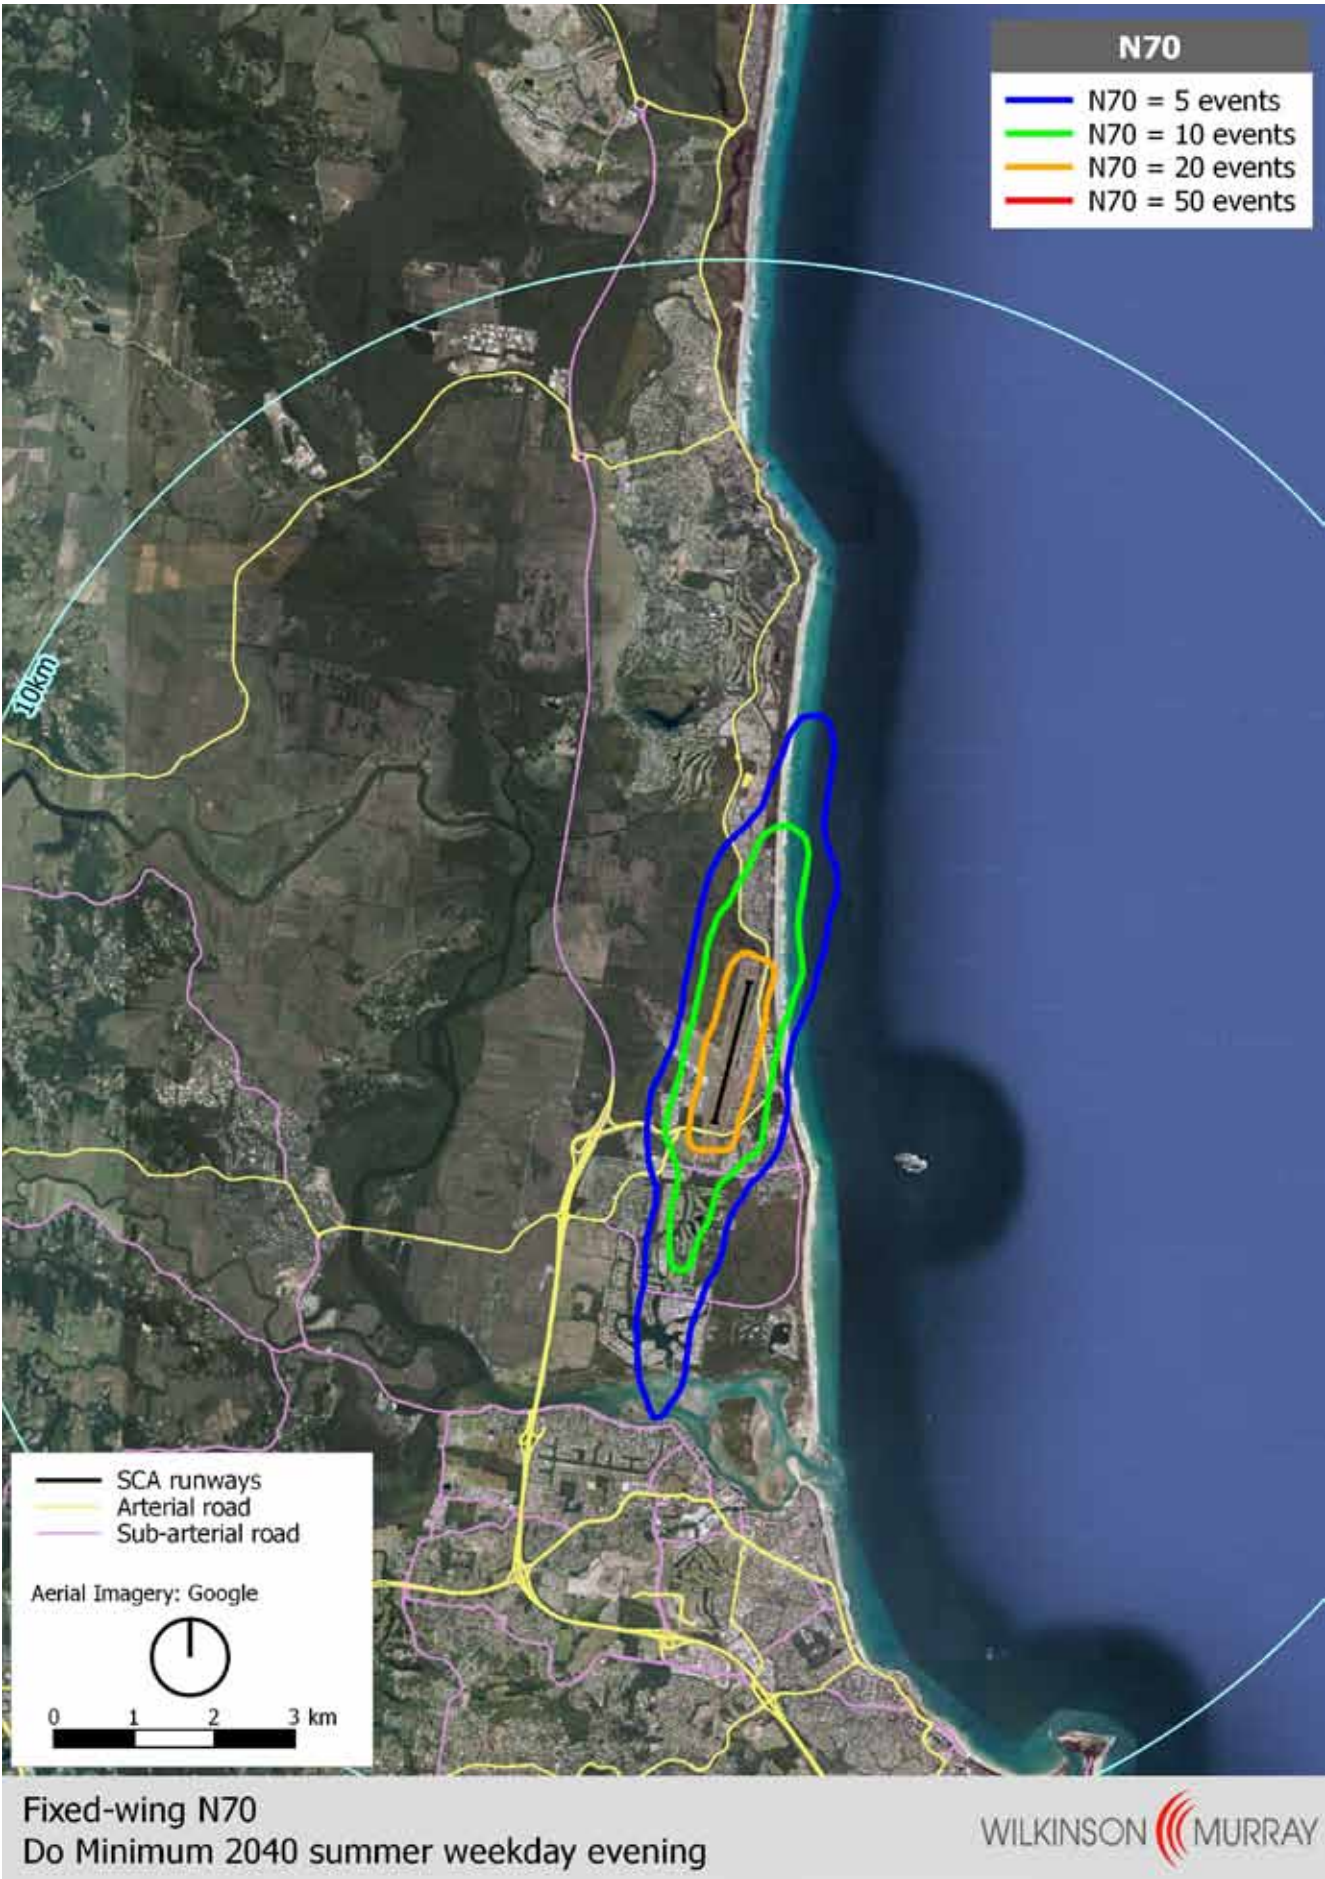 N70
N70 = 5 events
N70 = 10 events
N70 = 20 events
N70 = 50 events
10km
SCA runways
Arterial road
Sub-arterial road
Aerial Imagery: Google
0 1 2 3 km
Fixed-wing N70
Do Minimum 2040 summer weekday evening
WILKINSON MURRAY